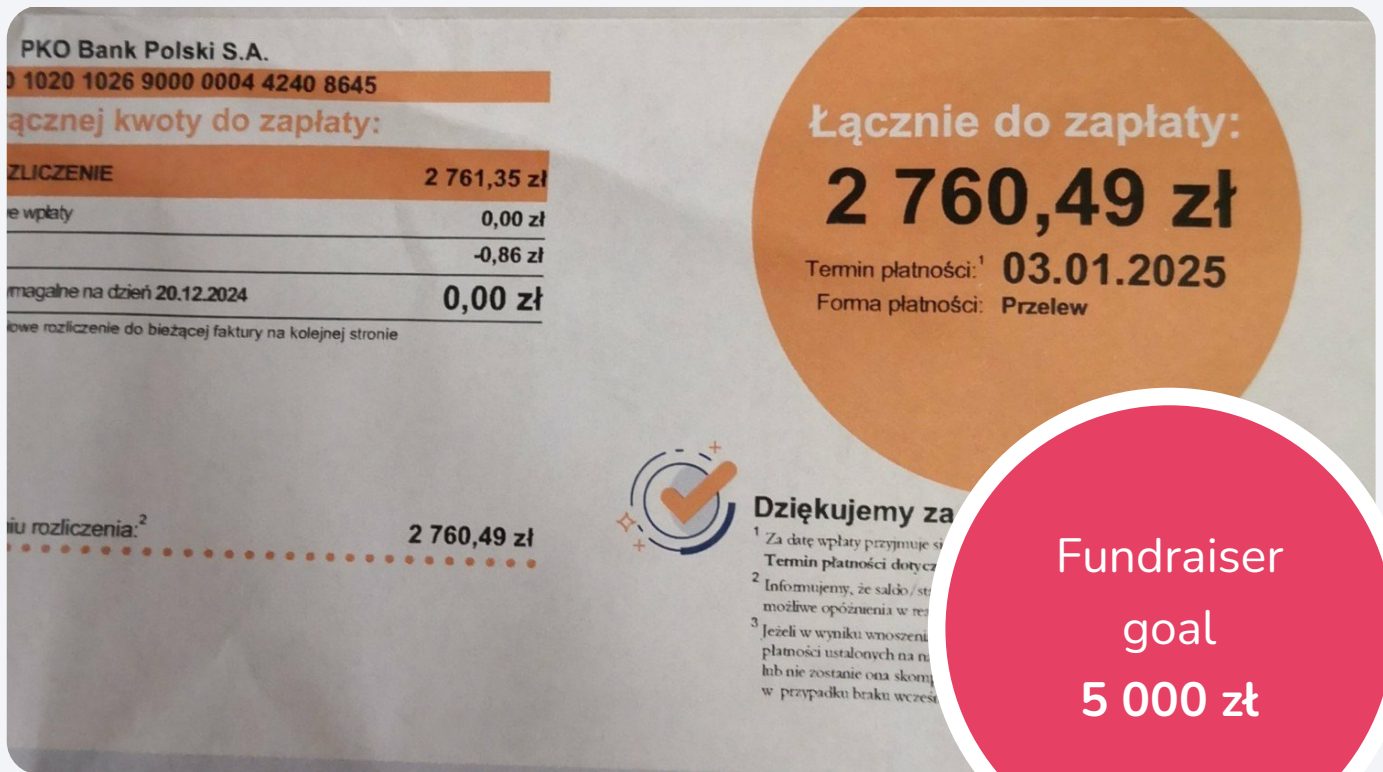 PKO Bank Polski S.A.
0 1020 1026 9000 0004 4240 8645
ącznej kwoty do zapłaty:
ZLICZENIE 2 761,35 zł
e wpłaty 0,00 zł
-0,86 zł
magalne na dzień 20.12.2024 0,00 zł
owe rozliczenie do bieżącej faktury na kolejnej stronie
iu rozliczenia:² 2 760,49 zł
Łącznie do zapłaty:
2 760,49 zł
Termin płatności:¹ 03.01.2025
Forma płatności: Przelew
Dziękujemy za
¹ Za datę wpłaty przyjmuje si
Termin płatności dotycz
² Informujemy, że saldo/st
możliwe opóźnienia w re
³ Jeżeli w wyniku wnoszeni
płatności ustalonych na n
lub nie zostanie ona skomp
w przypadku braku wcześ
Fundraiser
goal
5 000 zł